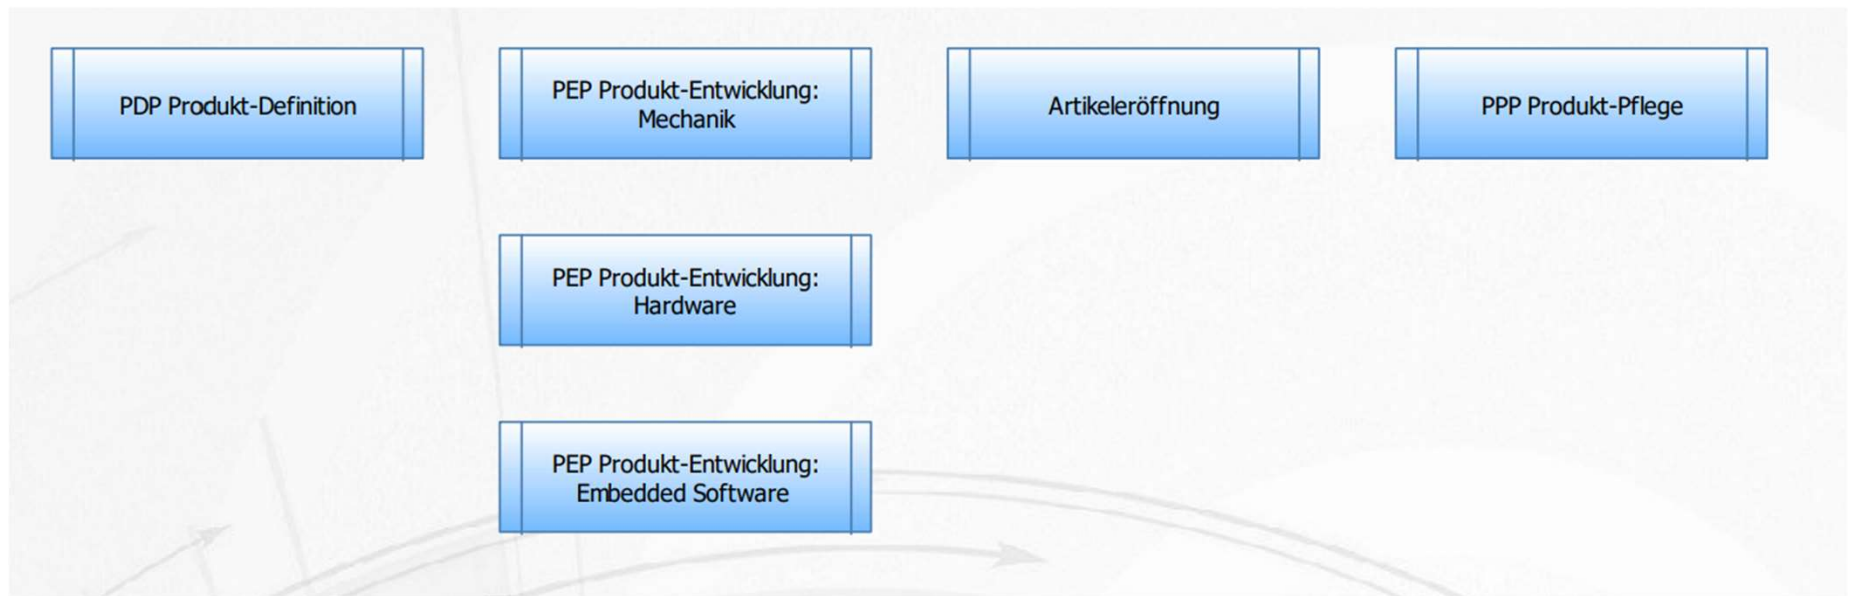 PDP Produkt-Definition
PEP Produkt-Entwicklung:
Mechanik
Artikeleröffnung
PPP Produkt-Pflege
PEP Produkt-Entwicklung:
Hardware
PEP Produkt-Entwicklung:
Embedded Software